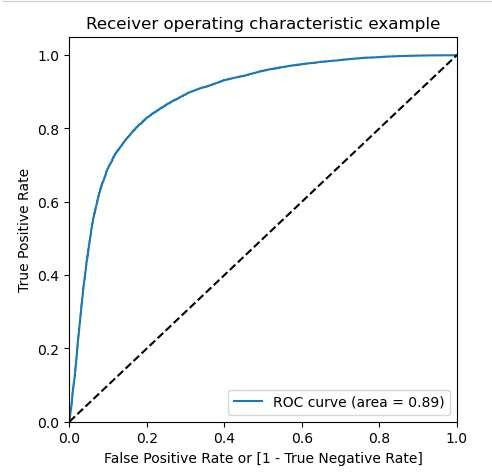 Receiver operating characteristic example
True Positive Rate
1.0
0.8
0.6
0.4
0.2
0.0
ROC curve (area = 0.89)
0.0 0.2 0.4 0.6 0.8 1.0
False Positive Rate or [1 - True Negative Rate]